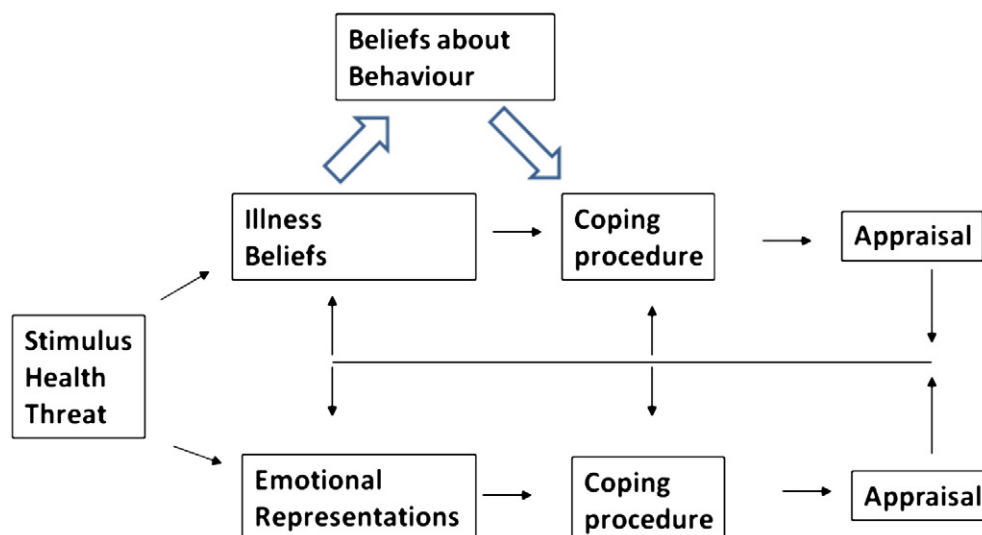 Beliefs about
Behaviour
Illness
Beliefs
Coping
procedure
Appraisal
Stimulus
Health
Threat
Emotional
Representations
Coping
procedure
Appraisal